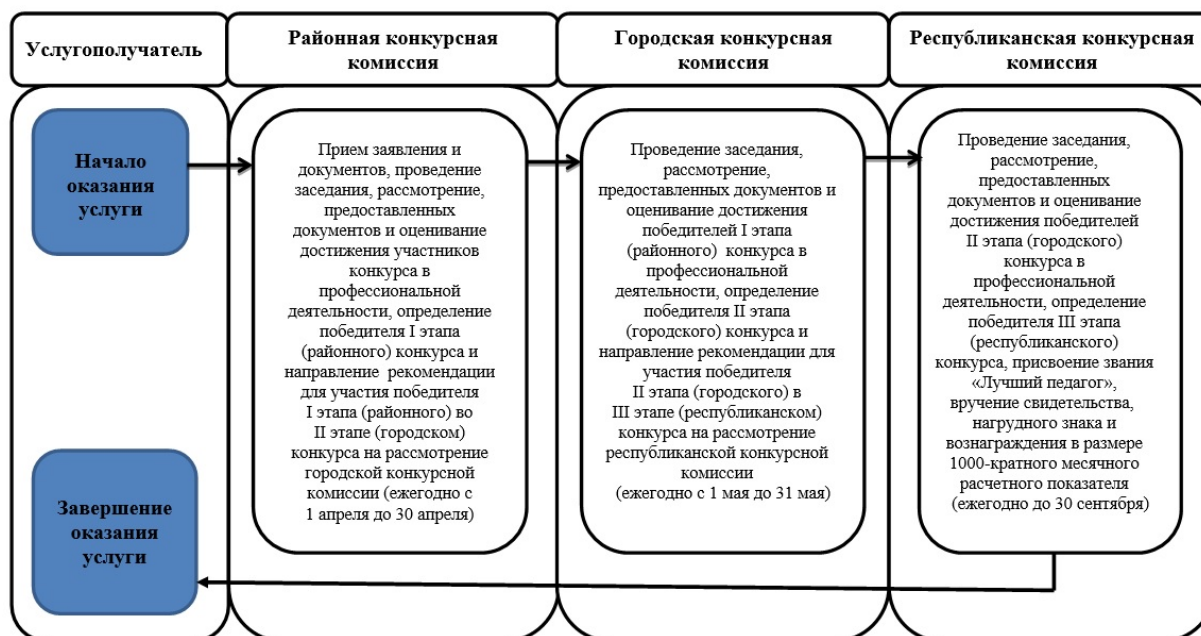 Услугополучатель
Районная конкурсная
комиссия
Городская конкурсная
комиссия
Республиканская конкурсная
комиссия
Начало
оказания
услуги
Прием заявления и
документов, проведение
заседания, рассмотрение,
предоставленных
документов и оценивание
достижения участников
конкурса в
профессиональной
деятельности, определение
победителя I этапа
(районного) конкурса и
направление рекомендации
для участия победителя
I этапа (районного) во
II этапе (городском)
конкурса на рассмотрение
городской конкурсной
комиссии (ежегодно с
1 апреля до 30 апреля)
Проведение заседания,
рассмотрение,
предоставленных документов и
оценивание достижения
победителей I этапа
(районного) конкурса в
профессиональной
деятельности, определение
победителя II этапа
(городского) конкурса и
направление рекомендации для
участия победителя
II этапа (городского) в
III этапе (республиканском)
конкурса на рассмотрение
республиканской конкурсной
комиссии
(ежегодно с 1 мая до 31 мая)
Проведение заседания,
рассмотрение,
предоставленных
документов и оценивание
достижения победителей
II этапа (городского)
конкурса в
профессиональной
деятельности, определение
победителя III этапа
(республиканского)
конкурса, присвоение звания
«Лучший педагог»,
вручение свидетельства,
нагрудного знака и
вознаграждения в размере
1000-кратного месячного
расчетного показателя
(ежегодно до 30 сентября)
Завершение
оказания
услуги